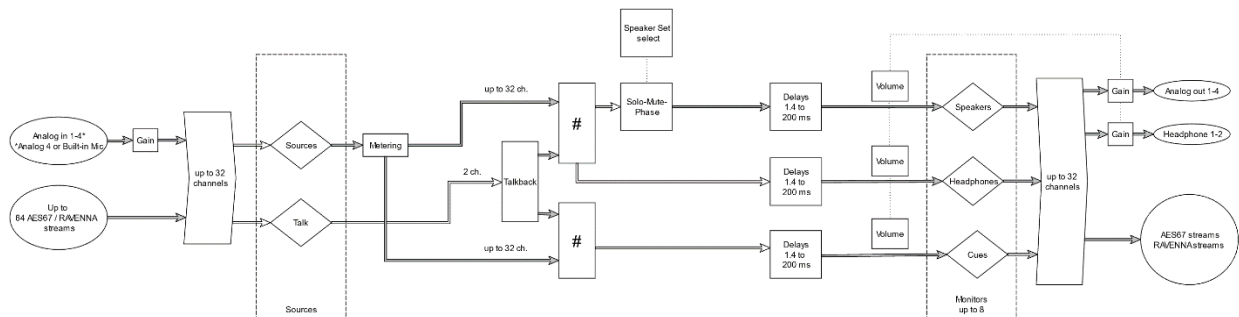 Speaker Set
select
up to 32 ch.
Analog in 1-4*
*Analog 4 or Built-in Mic
Gain
up to 32
channels
Sources
Metering
#
Solo-Mute-
Phase
Delays
1.4 to
200 ms
Volume
Speakers
Gain
Analog out 1-4
Gain
Headphone 1-2
2 ch.
Talkback
Delays
1.4 to
200 ms
Volume
Headphones
up to 32
channels
Up to
64 AES67 / RAVENNA
streams
Talk
up to 32 ch.
#
Delays
1.4 to
200 ms
Volume
Cues
AES67 streams
RAVENNAstreams
Sources
Monitors
up to 8